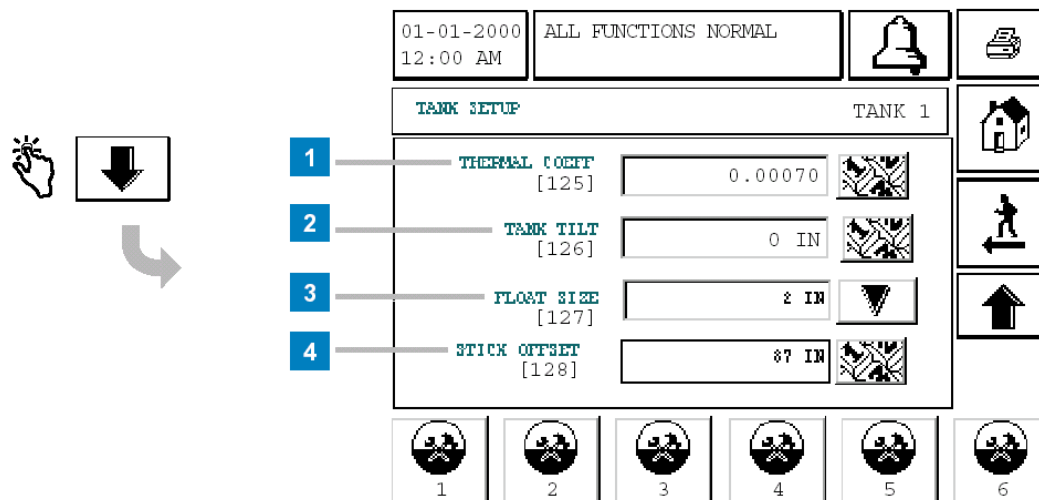 01-01-2000
12:00 AM
ALL FUNCTIONS NORMAL
TANK SETUP
TANK 1
1
THERMAL COEFF
[125]
0.00070
2
TANK TILT
[126]
0 IN
3
FLOAT SIZE
[127]
2 IN
4
STICK OFFSET
[128]
87 IN
1
2
3
4
5
6